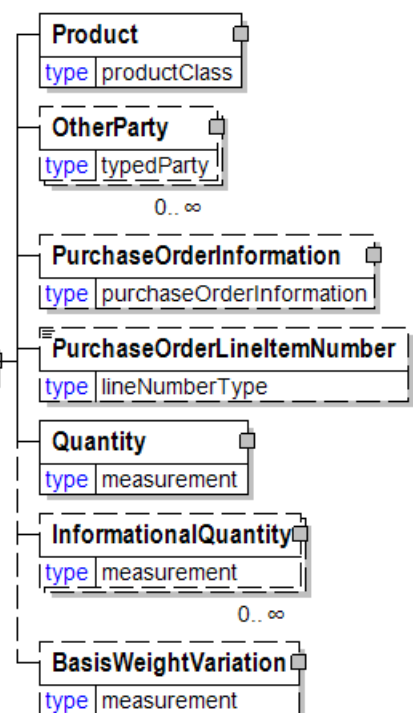 Product
type productClass
OtherParty
type typedParty
0.. ∞
PurchaseOrderInformation
type purchaseOrderInformation
PurchaseOrderLineItemNumber
type lineNumberType
Quantity
type measurement
InformationalQuantity
type measurement
0.. ∞
BasisWeightVariation
type measurement